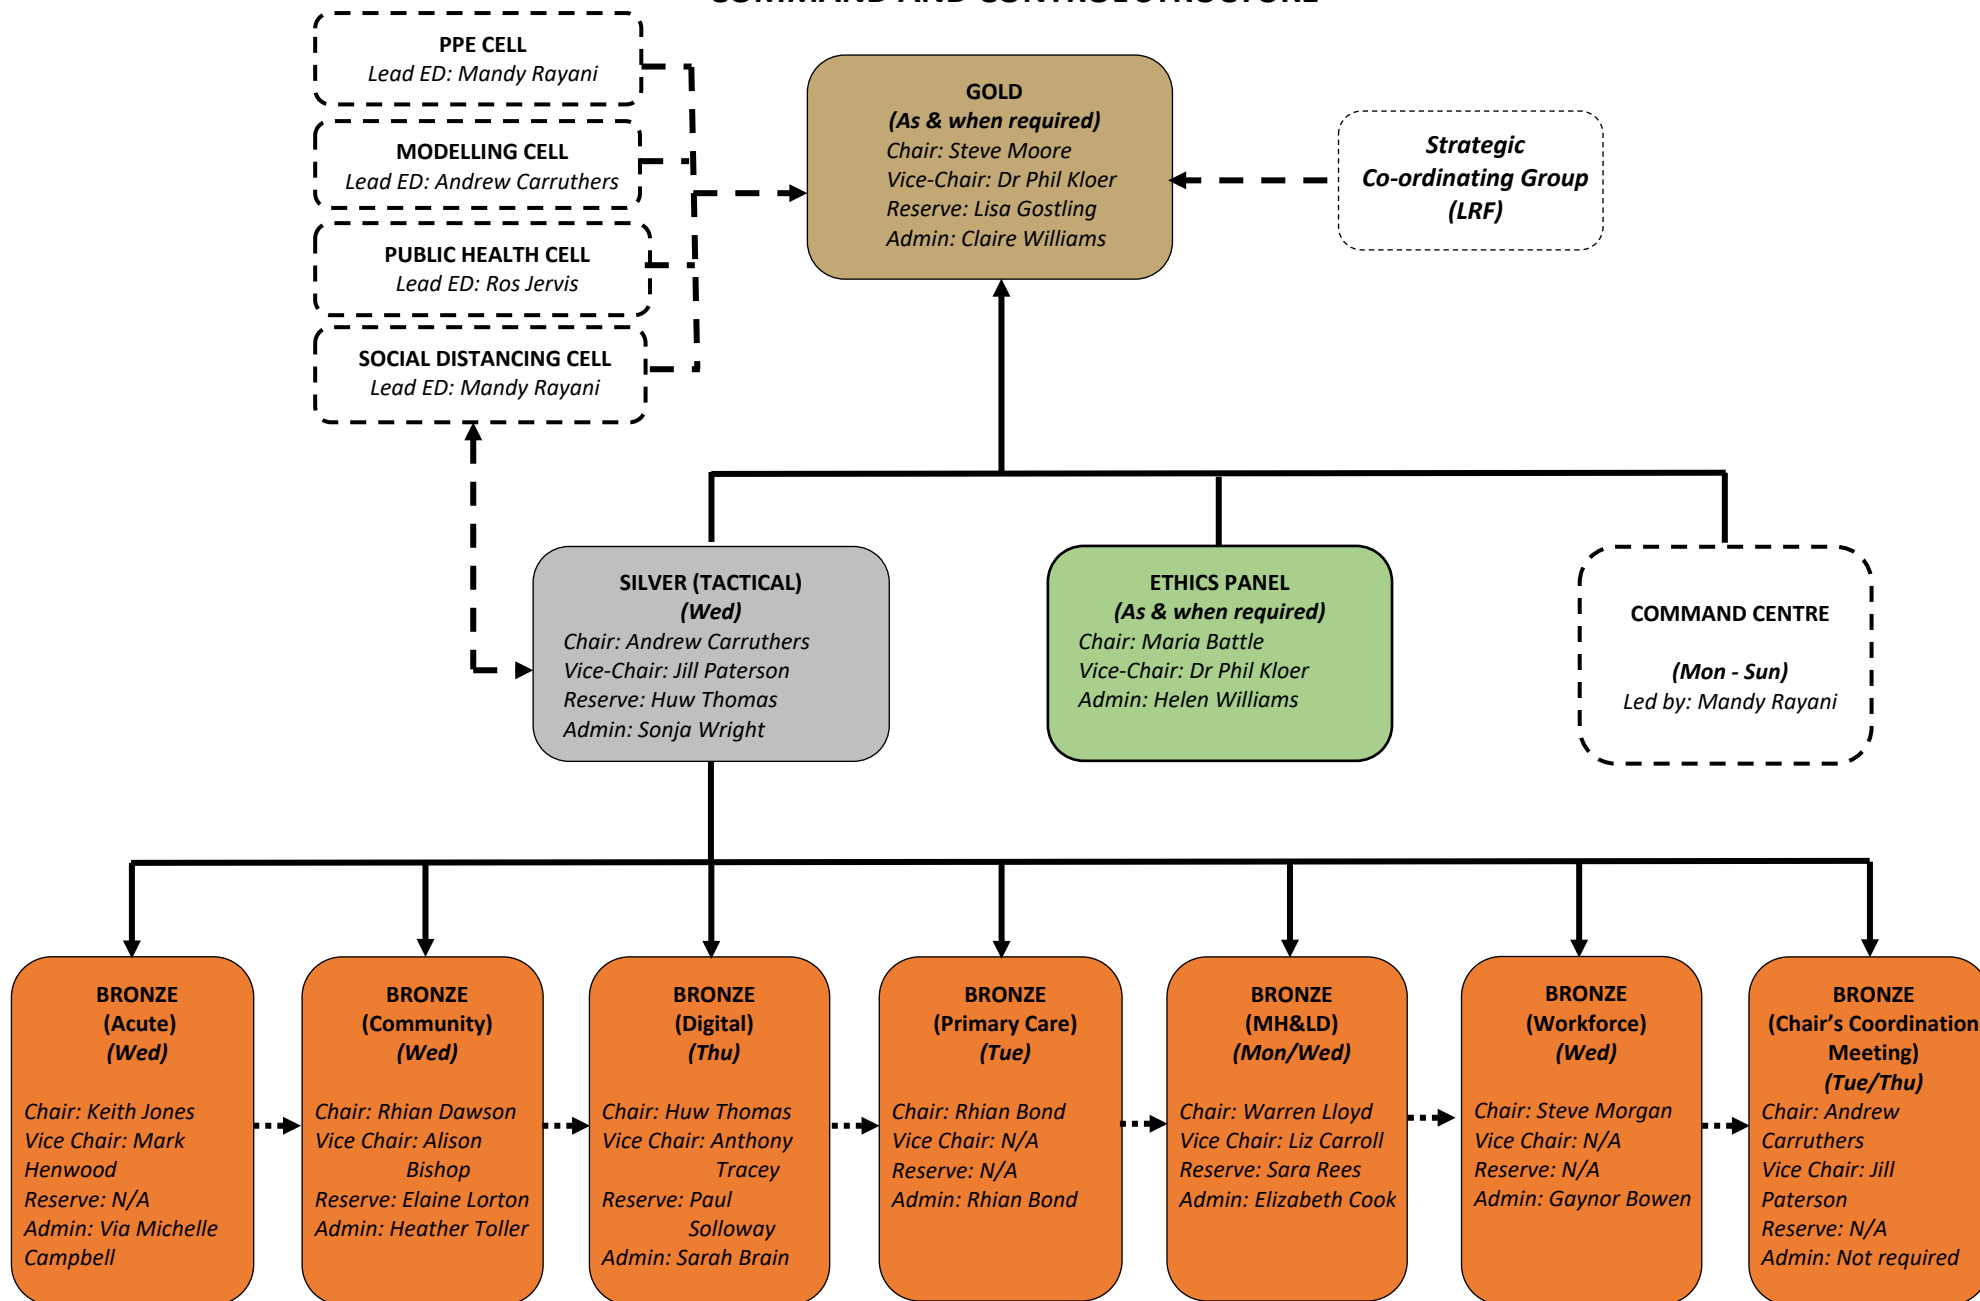 COMMAND AND CONTROL STRUCTURE
PPE CELL
Lead ED: Mandy Rayani
MODELLING CELL
Lead ED: Andrew Carruthers
PUBLIC HEALTH CELL
Lead ED: Ros Jervis
SOCIAL DISTANCING CELL
Lead ED: Mandy Rayani
GOLD
(As & when required)
Chair: Steve Moore
Vice-Chair: Dr Phil Kloer
Reserve: Lisa Gostling
Admin: Claire Williams
Strategic
Co-ordinating Group
(LRF)
SILVER (TACTICAL)
(Wed)
Chair: Andrew Carruthers
Vice-Chair: Jill Paterson
Reserve: Huw Thomas
Admin: Sonja Wright
ETHICS PANEL
(As & when required)
Chair: Maria Battle
Vice-Chair: Dr Phil Kloer
Admin: Helen Williams
COMMAND CENTRE
(Mon - Sun)
Led by: Mandy Rayani
BRONZE
(Acute)
(Wed)
Chair: Keith Jones
Vice Chair: Mark
Henwood
Reserve: N/A
Admin: Via Michelle
Campbell
BRONZE
(Community)
(Wed)
Chair: Rhian Dawson
Vice Chair: Alison
Bishop
Reserve: Elaine Lorton
Admin: Heather Toller
BRONZE
(Digital)
(Thu)
Chair: Huw Thomas
Vice Chair: Anthony
Tracey
Reserve: Paul
Solloway
Admin: Sarah Brain
BRONZE
(Primary Care)
(Tue)
Chair: Rhian Bond
Vice Chair: N/A
Reserve: N/A
Admin: Rhian Bond
BRONZE
(MH&LD)
(Mon/Wed)
Chair: Warren Lloyd
Vice Chair: Liz Carroll
Reserve: Sara Rees
Admin: Elizabeth Cook
BRONZE
(Workforce)
(Wed)
Chair: Steve Morgan
Vice Chair: N/A
Reserve: N/A
Admin: Gaynor Bowen
BRONZE
(Chair's Coordination
Meeting)
(Tue/Thu)
Chair: Andrew
Carruthers
Vice Chair: Jill
Paterson
Reserve: N/A
Admin: Not required